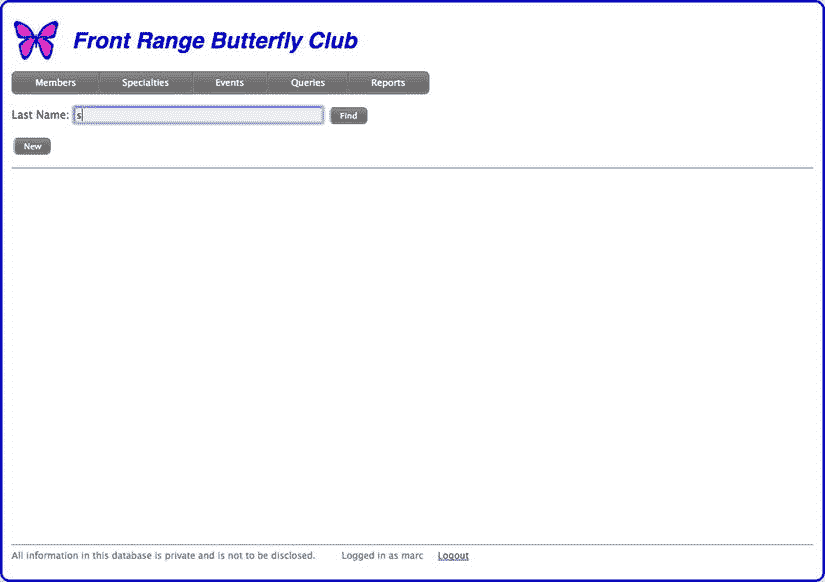 Front Range Butterfly Club
Members Specialties Events Queries Reports
Last Name: s Find
New
All information in this database is private and is not to be disclosed. Logged in as marc Logout